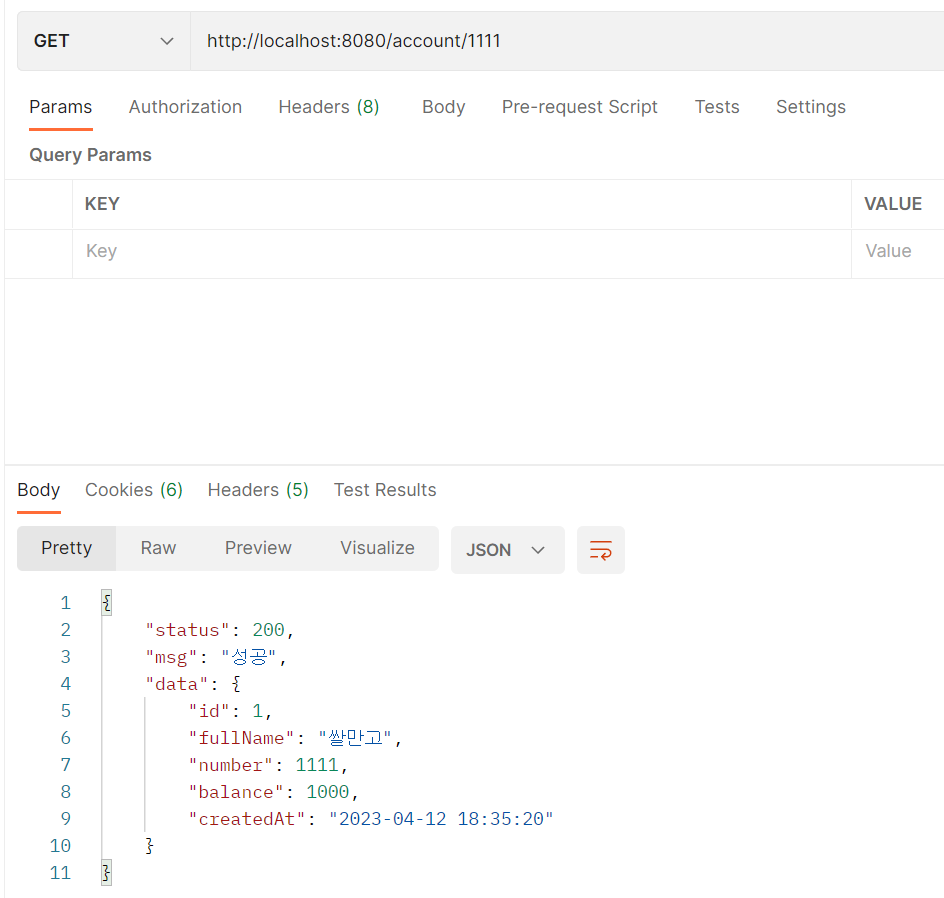 GET http://localhost:8080/account/1111
Params Authorization Headers (8) Body Pre-request Script Tests Settings
Query Params
KEY VALUE
Key Value
Body Cookies (6) Headers (5) Test Results
Pretty Raw Preview Visualize JSON
1 {
2 "status": 200,
3 "msg": "성공",
4 "data": {
5 "id": 1,
6 "fullName": "쌀만고",
7 "number": 1111,
8 "balance": 1000,
9 "createdAt": "2023-04-12 18:35:20"
10 }
11 }